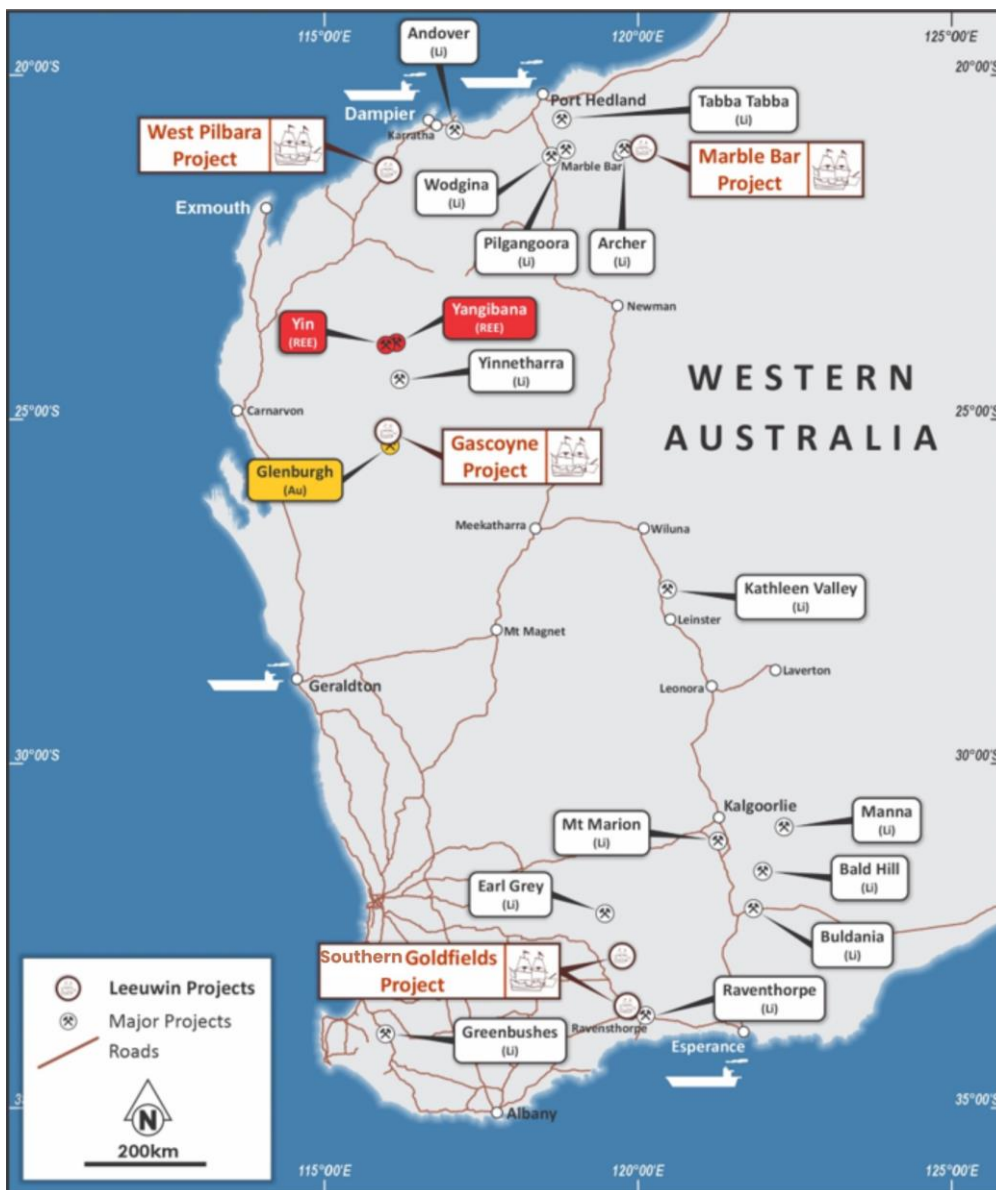 115°00'E
120°00'E
125°00'E
20°00'S
20°00'S
Andover
(Li)
Port Hedland
Dampier
Karratha
Tabba Tabba
(Li)
West Pilbara
Project
Marble Bar
Marble Bar
Project
Wodgina
(Li)
Exmouth
Pilgangoora
(Li)
Archer
(Li)
Newman
Yin
(REE)
Yangibana
(REE)
Yinnetharra
(Li)
WESTERN
AUSTRALIA
Carnarvon
25°00'S
25°00'S
Gascoyne
Project
Glenburgh
(Au)
Meekatharra
Wiluna
Kathleen Valley
(Li)
Leinster
Mt Magnet
Laverton
Leonora
Geraldton
30°00'S
30°00'S
Kalgoorlie
Manna
(Li)
Mt Marion
(Li)
Bald Hill
(Li)
Earl Grey
(Li)
Buldania
(Li)
Southern Goldfields
Project
Raventhorpe
(Li)
Ravensthorpe
Greenbushes
(Li)
Esperance
Albany
35°00'S
35°00'S
Leeuwin Projects
Major Projects
Roads
N
200km
115°00'E
120°00'E
125°00'E